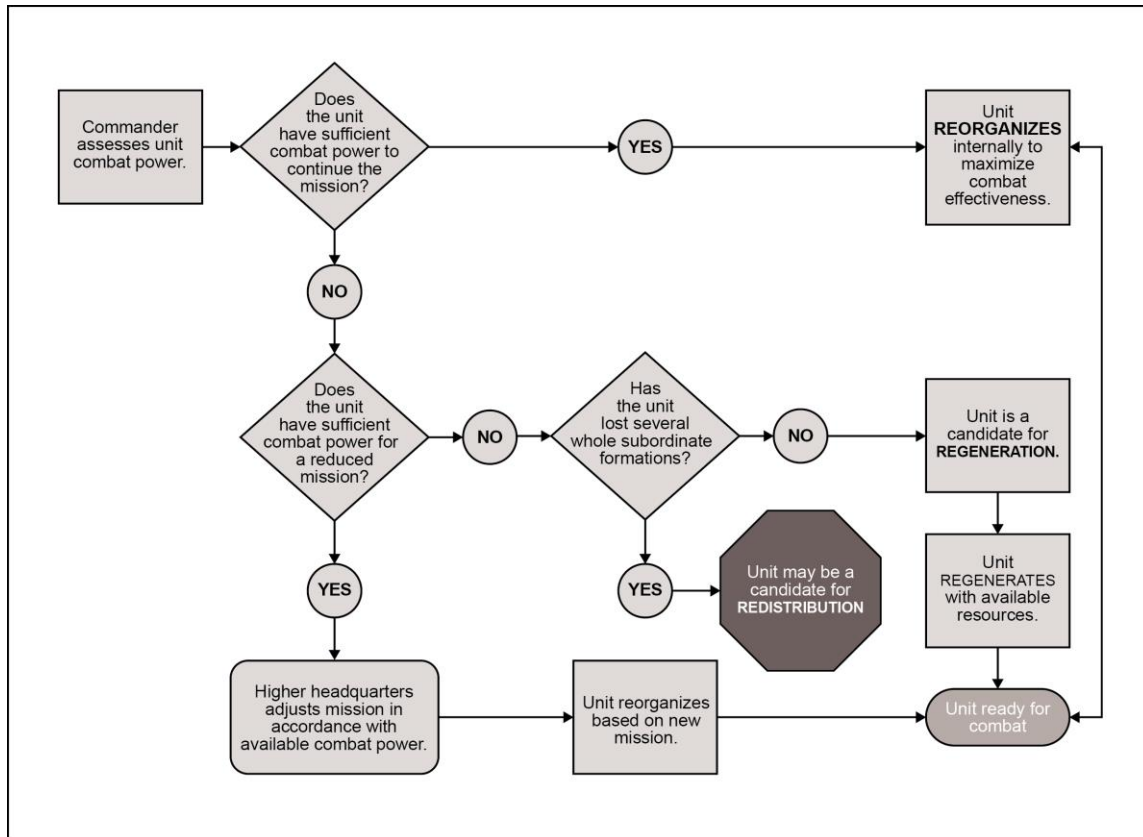 Commander
assesses unit
combat power.
Does
the unit
have sufficient
combat power to
continue the
mission?
YES
Unit
REORGANIZES
internally to
maximize
combat
effectiveness.
NO
Does
the unit
have sufficient
combat power for
a reduced
mission?
NO
Has
the unit
lost several
whole subordinate
formations?
NO
Unit is a
candidate for
REGENERATION.
YES
YES
Unit may be a
candidate for
REDISTRIBUTION
Unit
REGENERATES
with available
resources.
Higher headquarters
adjusts mission in
accordance with
available combat power.
Unit reorganizes
based on new
mission.
Unit ready for
combat